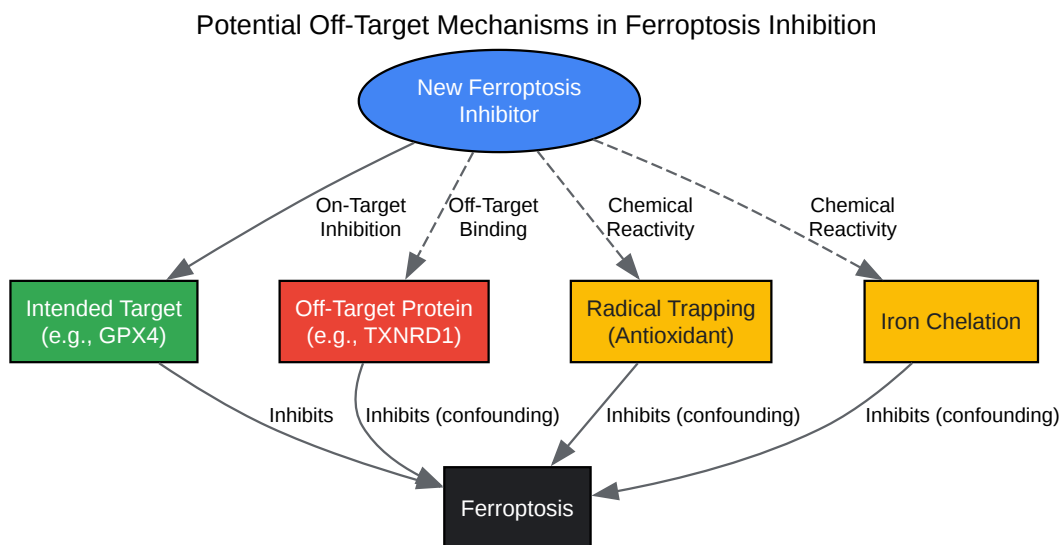 Potential Off-Target Mechanisms in Ferroptosis Inhibition
New Ferroptosis
Inhibitor
On-Target
Inhibition
Off-Target
Binding
Chemical
Reactivity
Chemical
Reactivity
Intended Target
(e.g., GPX4)
Off-Target Protein
(e.g., TXNRD1)
Radical Trapping
(Antioxidant)
Iron Chelation
Inhibits
Inhibits (confounding)
Inhibits (confounding)
Inhibits (confounding)
Ferroptosis